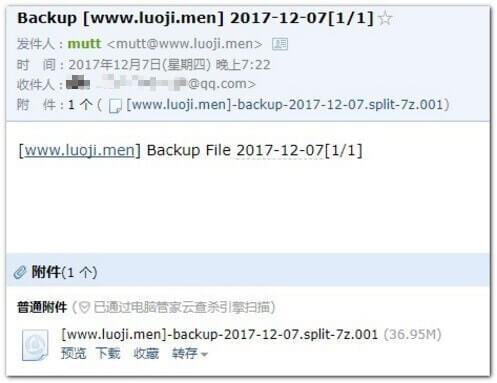 Backup [www.luoji.men] 2017-12-07[1/1]☆
发件人：mutt <mutt@www.luoji.men>
时　间：2017年12月7日(星期四) 晚上7:22
收件人：@qq.com>
附　件：1 个 ( [www.luoji.men]-backup-2017-12-07.split-7z.001)
[www.luoji.men] Backup File 2017-12-07[1/1]
附件(1 个)
普通附件 (已通过电脑管家云查杀引擎扫描)
[www.luoji.men]-backup-2017-12-07.split-7z.001 (36.95M)
预览 下载 收藏 转存